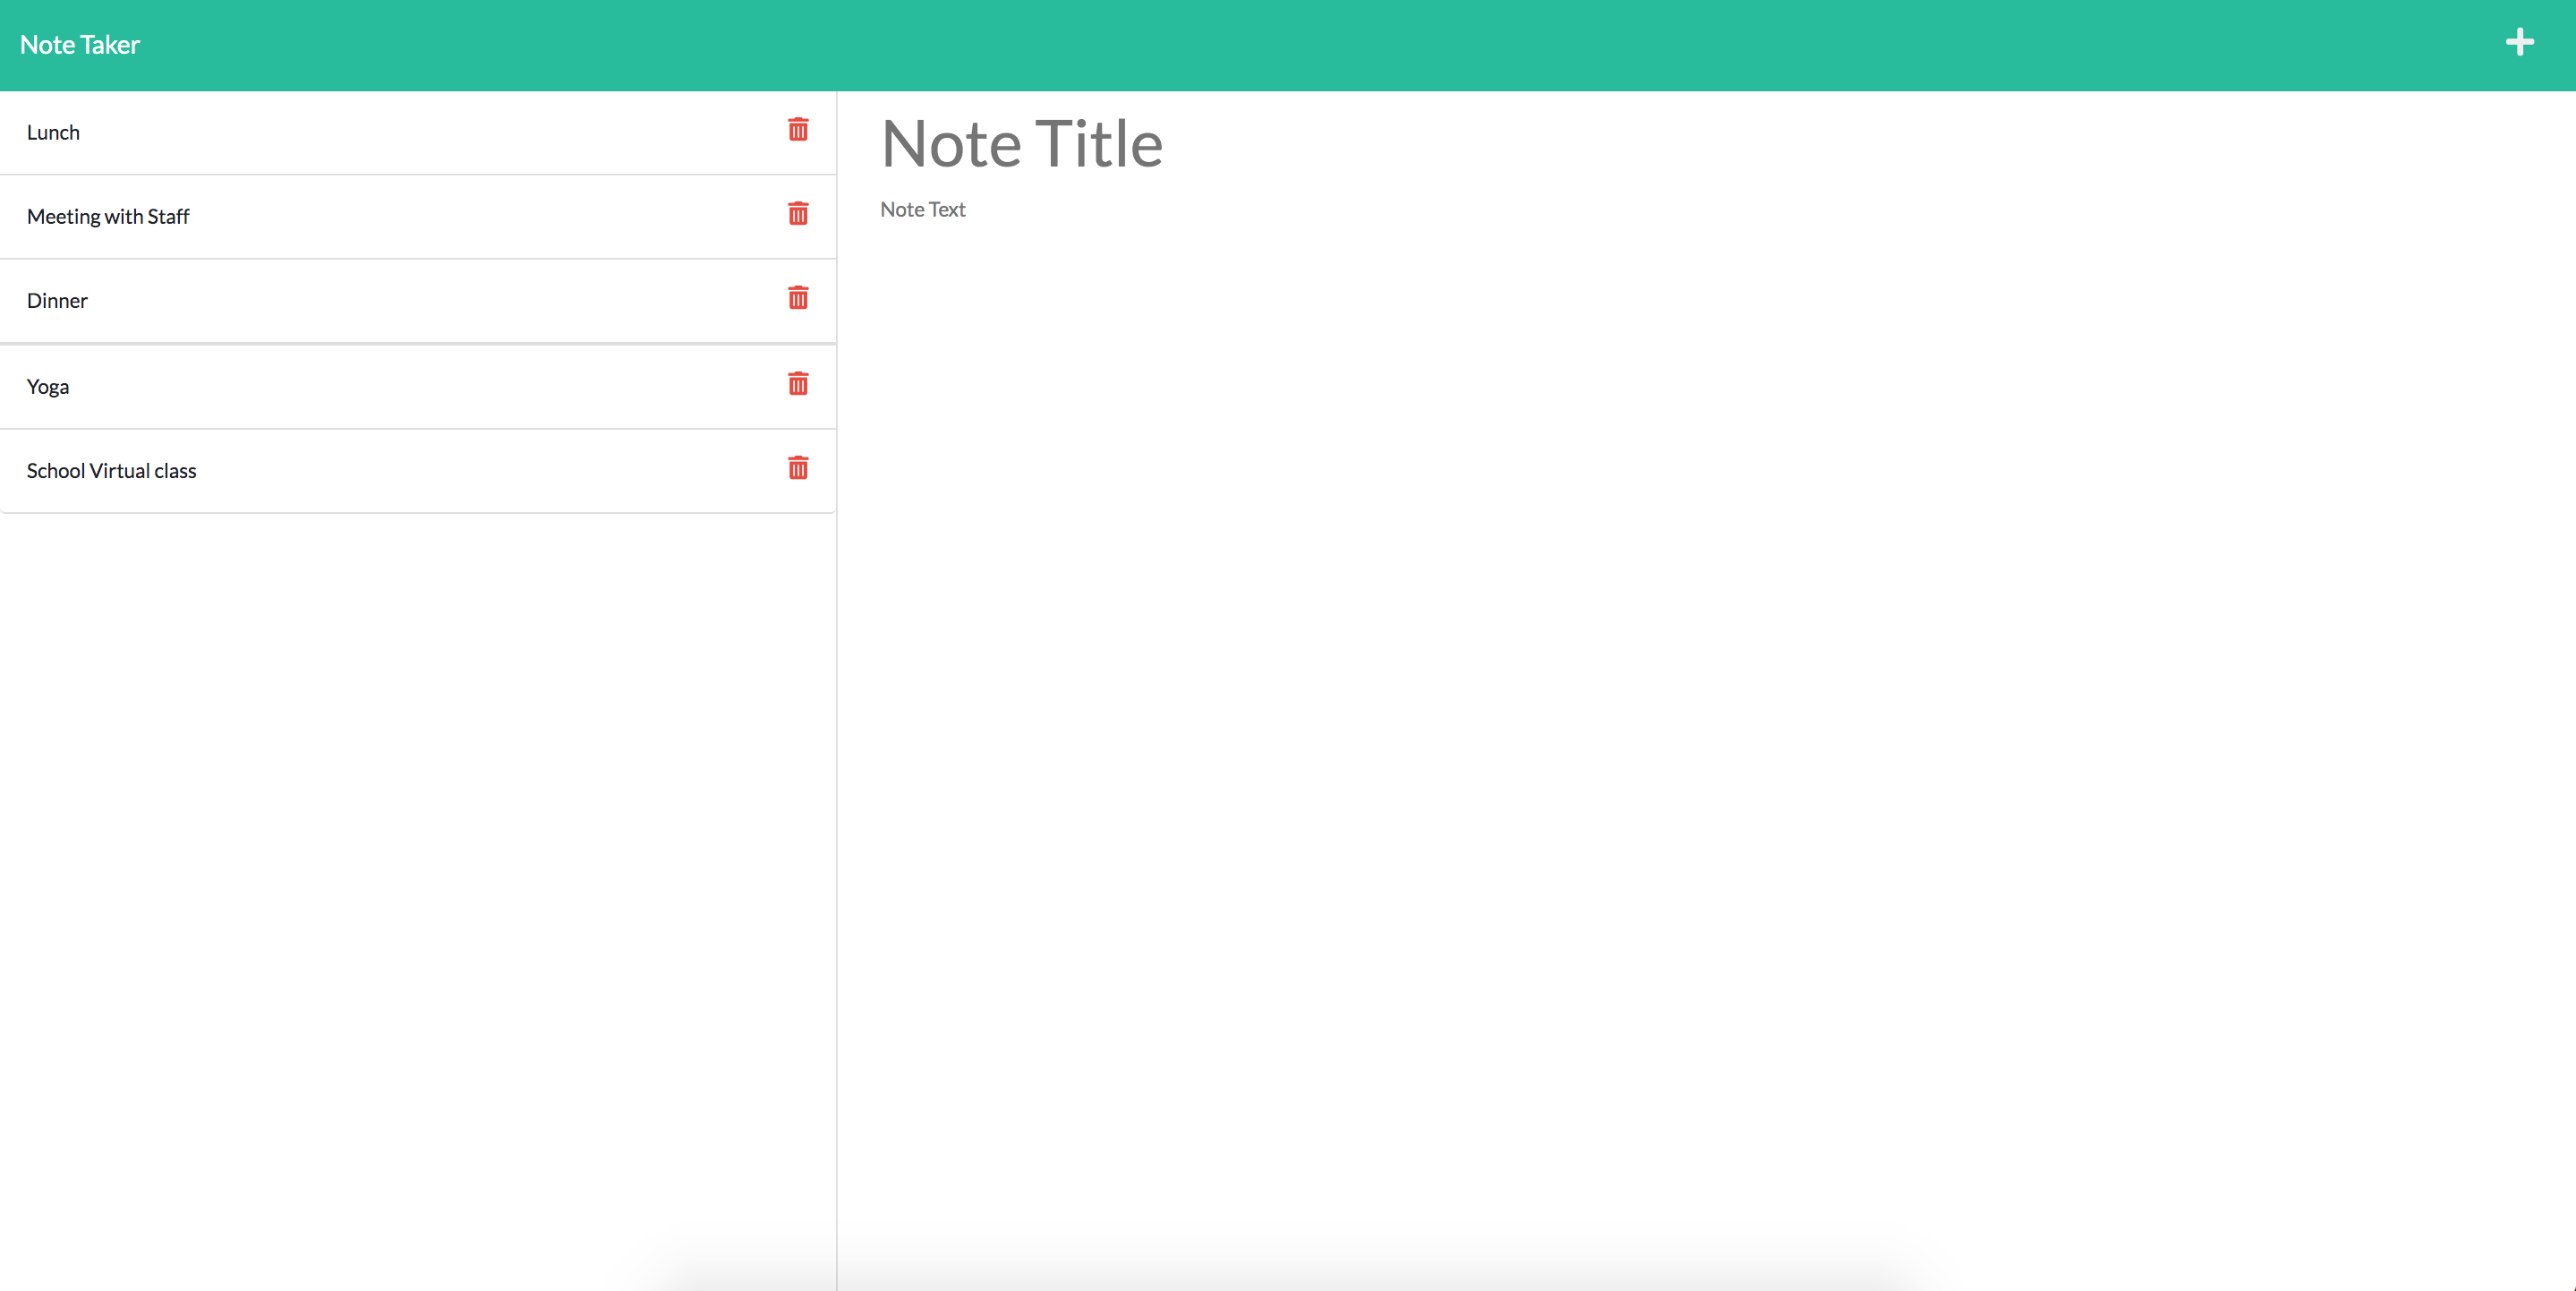 Note Taker
Lunch
Meeting with Staff
Dinner
Yoga
School Virtual class
Note Title
Note Text